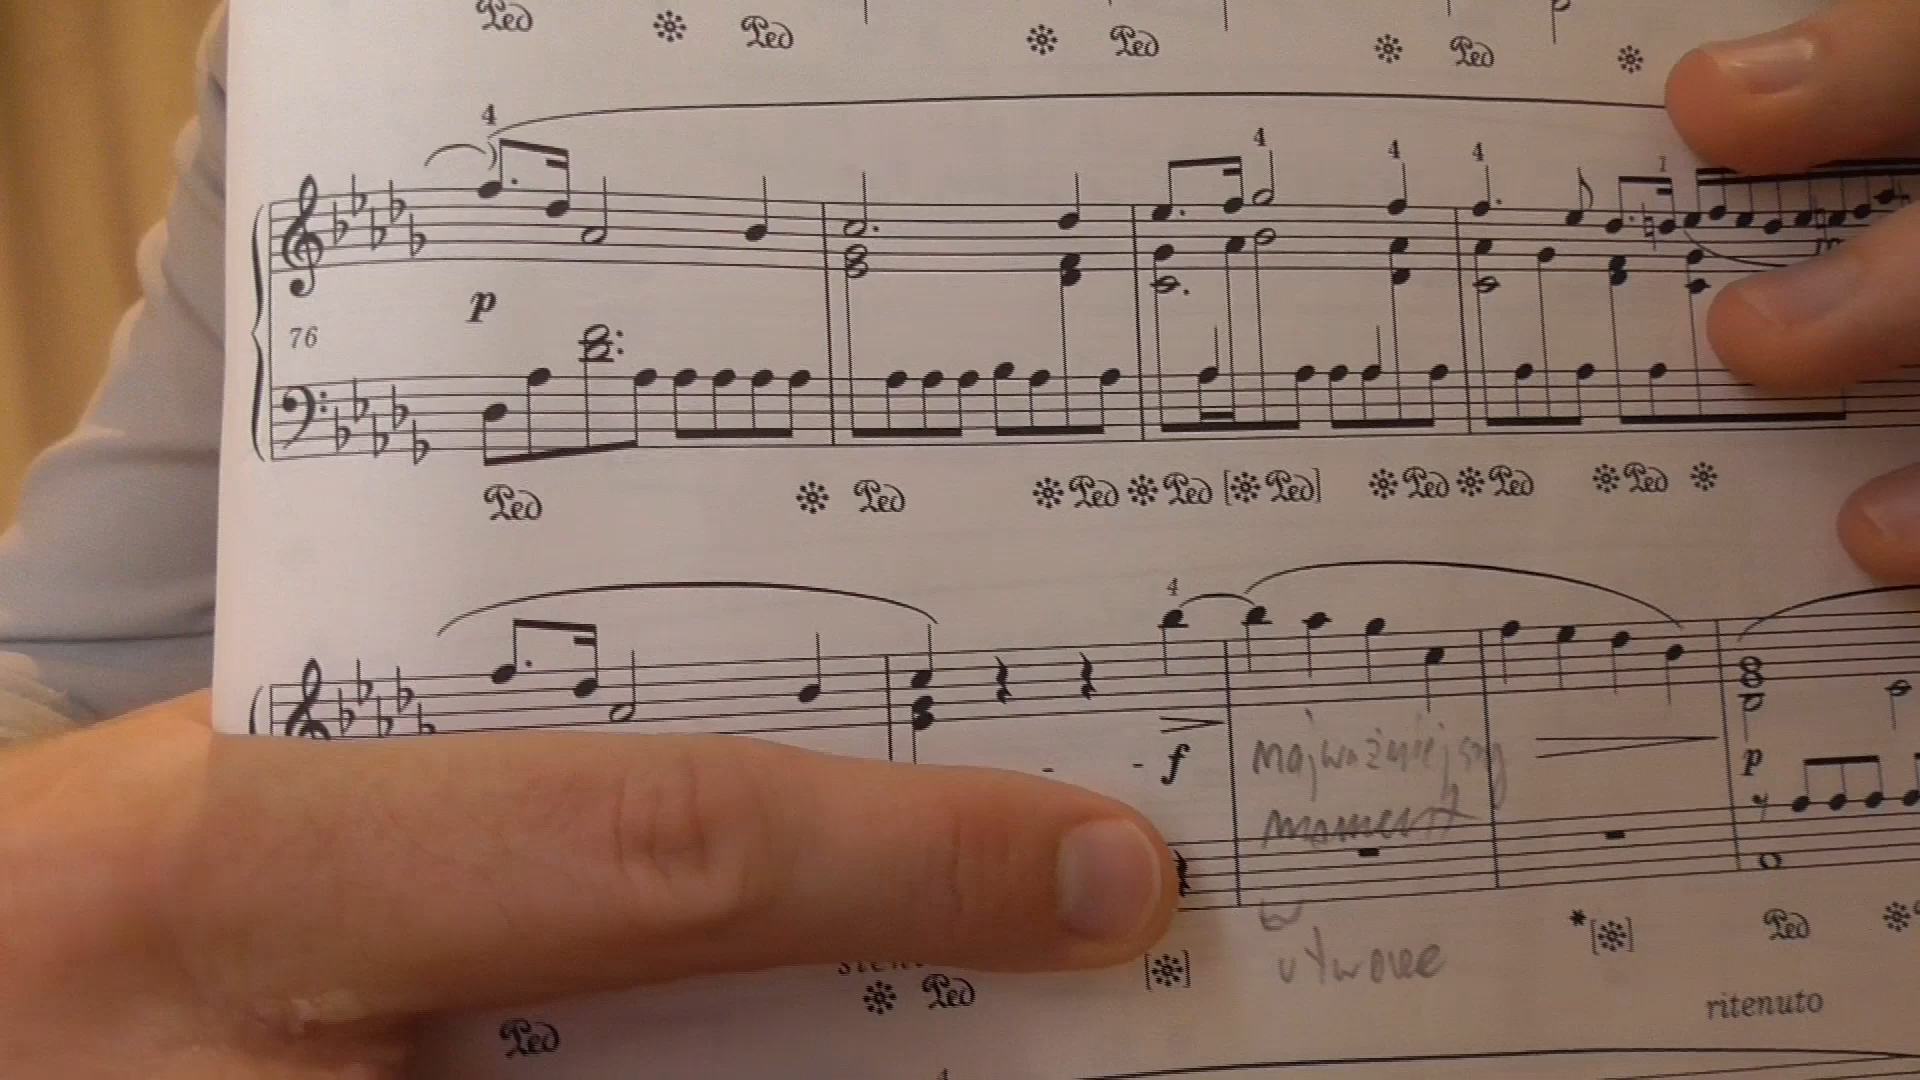 Ped * Ped * Ped * Ped *
4 4 4 4 1
p
76
Ped * Ped * Ped * Ped [* Ped] * Ped * Ped * Ped *
4
f p
najważniejszy
moment
w
utworze
* [*] Ped *
[*]
* Ped
ritenuto
Ped
4